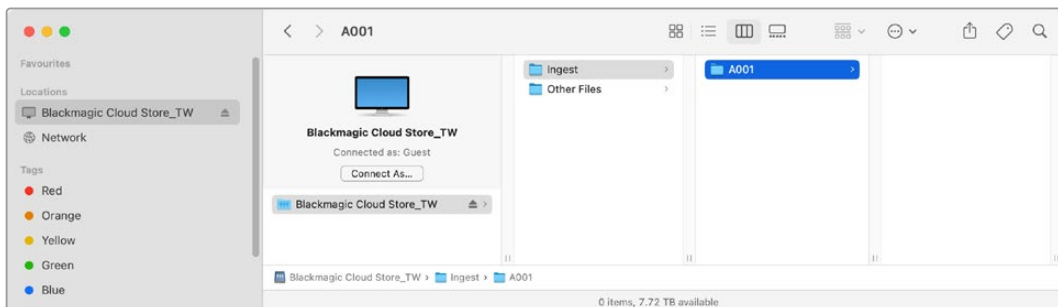 A001
Favourites
Locations
Blackmagic Cloud Store_TW
Network
Tags
Red
Orange
Yellow
Green
Blue
Blackmagic Cloud Store_TW
Connected as: Guest
Connect As...
Blackmagic Cloud Store_TW
Ingest
Other Files
A001
Blackmagic Cloud Store_TW › Ingest › A001
0 items, 7.72 TB available